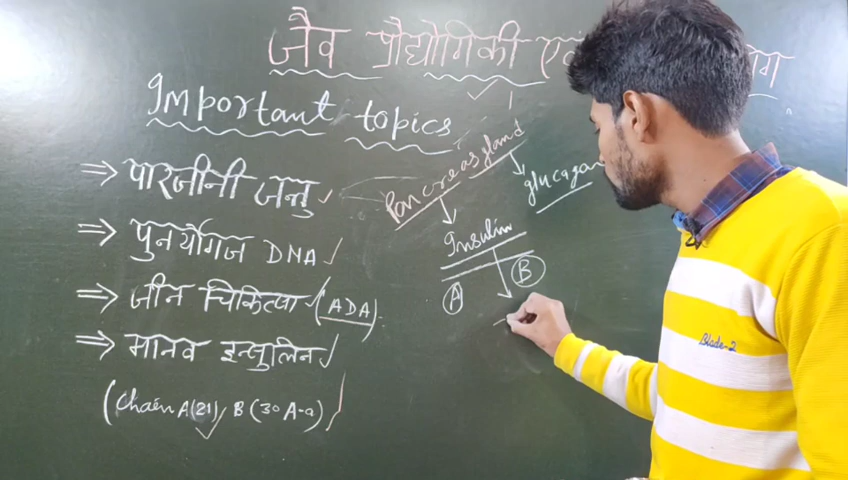 जैव प्रौद्योगिकी एवं
Important topics
⇒ पारजीनी जन्तु ✓
⇒ पुनर्योगज DNA ✓
⇒ जीन चिकित्सा ✓ (ADA)
⇒ मानव इन्सुलिन ✓
(Chain A (21), B (30 A-a)
Pancreas gland
glucagon
Insulin
A B
Blade-2